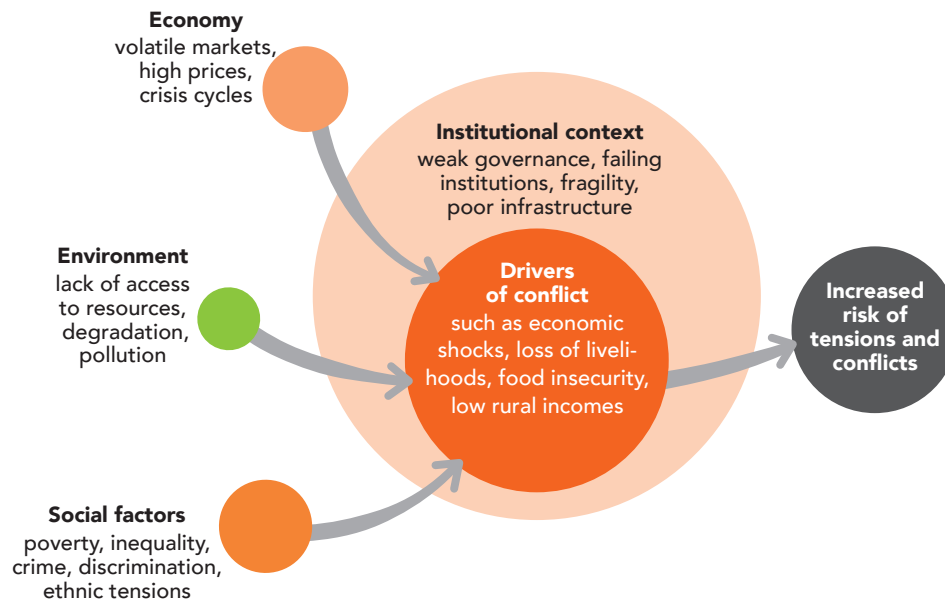 Economy
volatile markets,
high prices,
crisis cycles
Institutional context
weak governance, failing
institutions, fragility,
poor infrastructure
Environment
lack of access
to resources,
degradation,
pollution
Drivers
of conflict
such as economic
shocks, loss of liveli-
hoods, food insecurity,
low rural incomes
Increased
risk of
tensions and
conflicts
Social factors
poverty, inequality,
crime, discrimination,
ethnic tensions